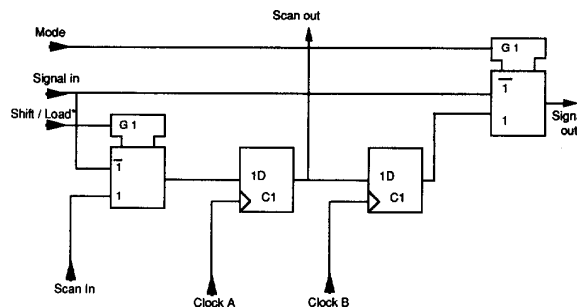 Scan out
Mode
G 1
Signal in
1
Shift / Load*
G 1
1
Signal
out
1
1D
1D
1
C1
C1
Scan In
Clock A
Clock B